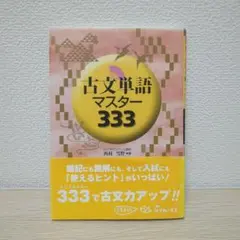 古文単語
マスター
333
暗記にも読解にも、そして入試にも
「使えるヒント」がいっぱい!
333で古文力アップ!!